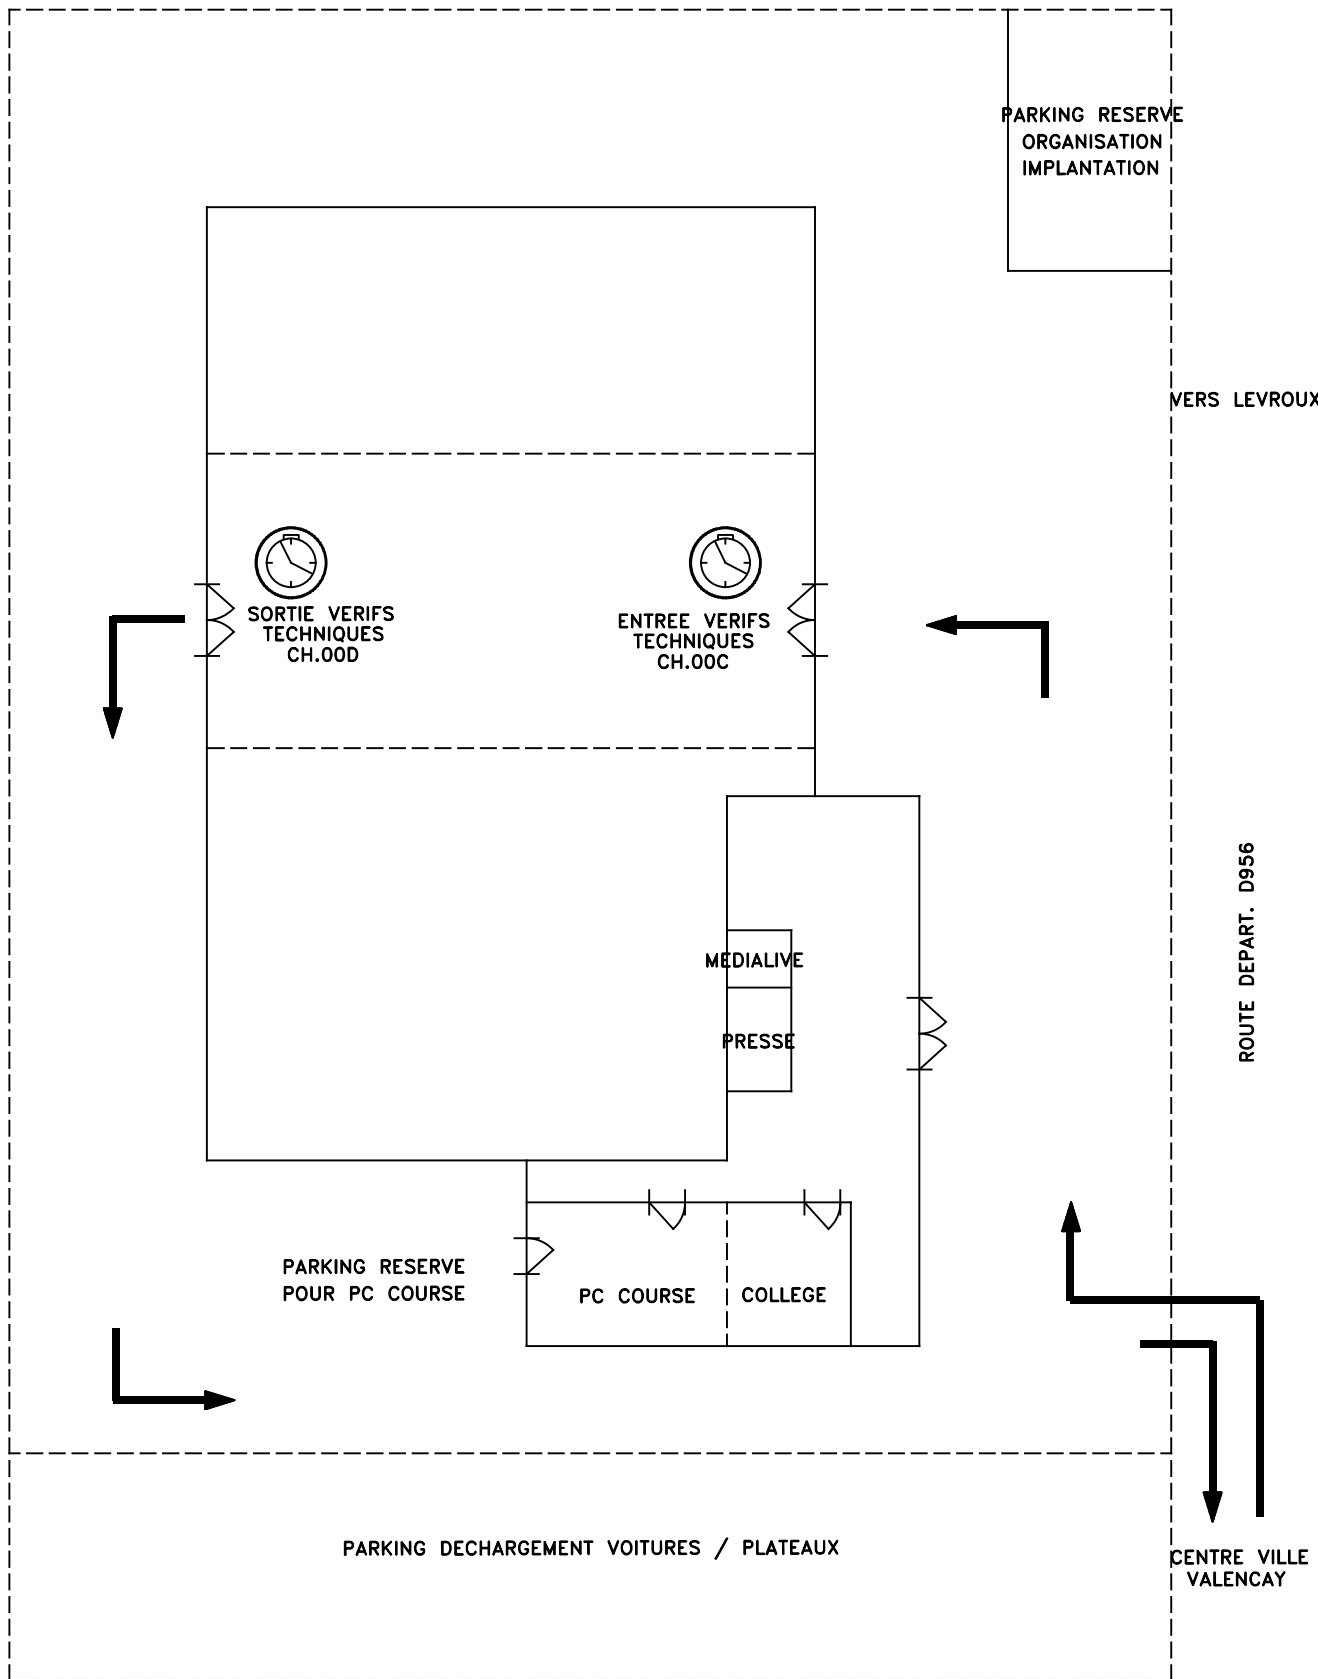 PARKING RESERVE
ORGANISATION
IMPLANTATION
VERS LEVROUX
SORTIE VERIFS
TECHNIQUES
CH.00D
ENTREE VERIFS
TECHNIQUES
CH.00C
ROUTE DEPART. D956
MEDIALIVE
PRESSE
PARKING RESERVE
POUR PC COURSE
PC COURSE
COLLEGE
PARKING DECHARGEMENT VOITURES / PLATEAUX
CENTRE VILLE
VALENCAY